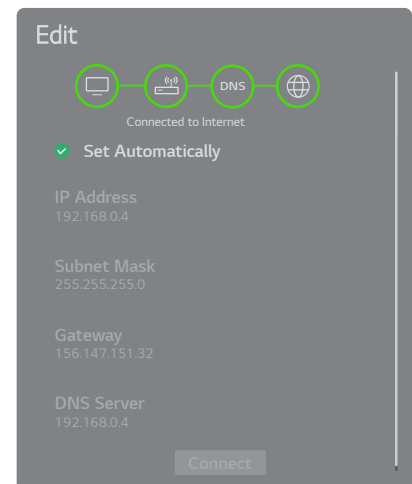 Edit
DNS
Connected to Internet
Set Automatically
IP Address
192.168.0.4
Subnet Mask
255.255.255.0
Gateway
156.147.151.32
DNS Server
192.168.0.4
Connect